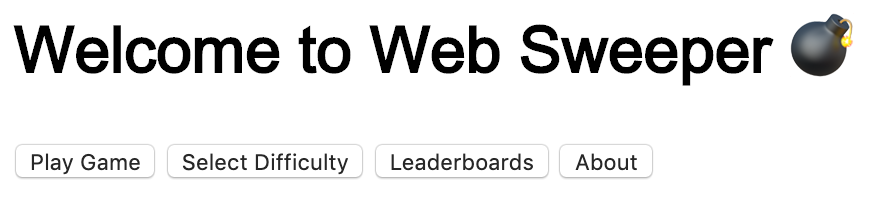 Welcome to Web Sweeper 💣
Play Game Select Difficulty Leaderboards About